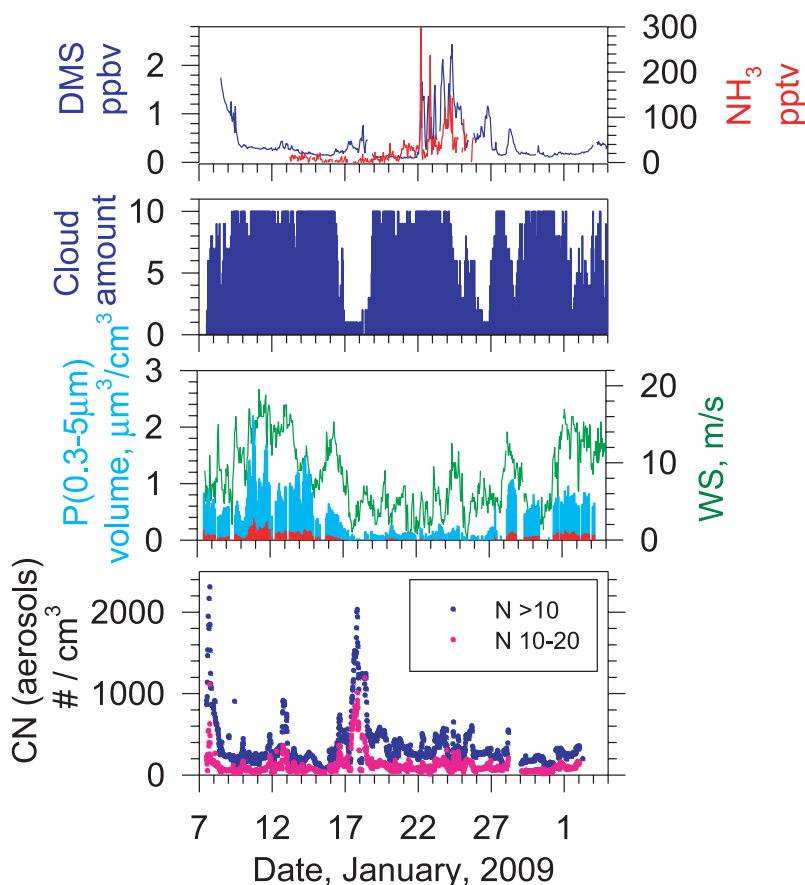 DMS
ppbv
2
1
0
300
200
100
0
NH3
pptv
Cloud
amount
10
5
0
P(0.3-5μm)
volume, μm³/cm³
3
2
1
0
20
10
0
WS, m/s
CN (aerosols)
# / cm³
2000
1000
0
N >10
N 10-20
7 12 17 22 27 1
Date, January, 2009